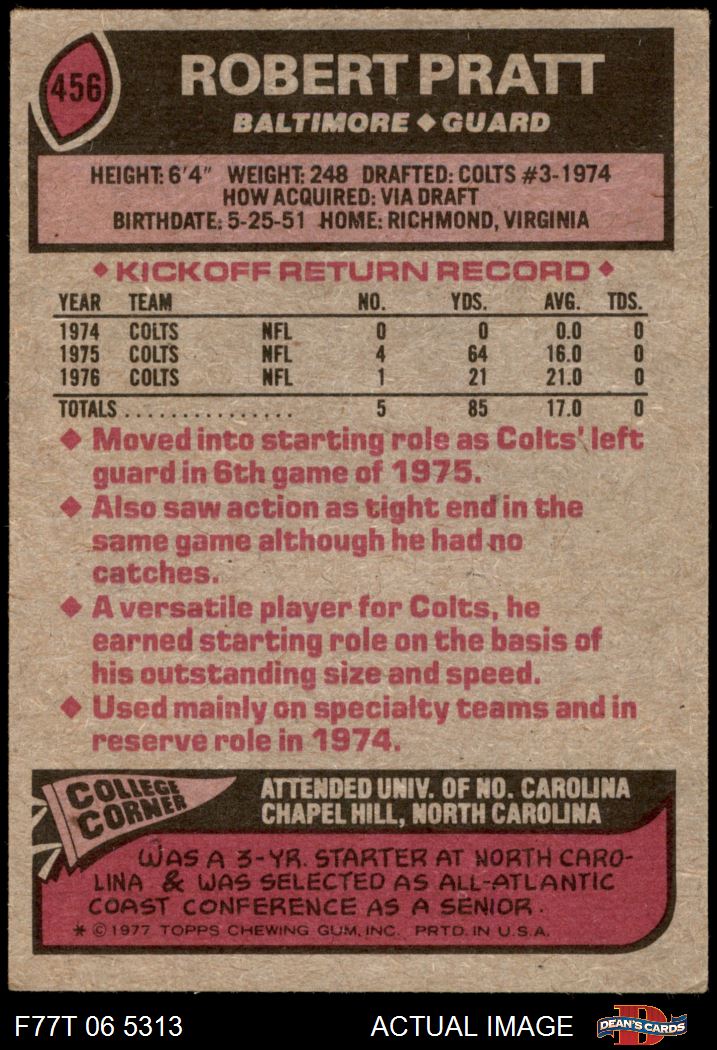 456
ROBERT PRATT
BALTIMORE ◆ GUARD
HEIGHT: 6'4" WEIGHT: 248 DRAFTED: COLTS #3-1974
HOW ACQUIRED: VIA DRAFT
BIRTHDATE: 5-25-51 HOME: RICHMOND, VIRGINIA
◆ KICKOFF RETURN RECORD ◆
YEAR TEAM NO. YDS. AVG. TDS.
1974 COLTS NFL 0 0 0.0 0
1975 COLTS NFL 4 64 16.0 0
1976 COLTS NFL 1 21 21.0 0
TOTALS................ 5 85 17.0 0
◆ Moved into starting role as Colts' left
guard in 6th game of 1975.
◆ Also saw action as tight end in the
same game although he had no
catches.
◆ A versatile player for Colts, he
earned starting role on the basis of
his outstanding size and speed.
◆ Used mainly on specialty teams and in
reserve role in 1974.
COLLEGE
CORNER
ATTENDED UNIV. OF NO. CAROLINA
CHAPEL HILL, NORTH CAROLINA
WAS A 3-YR. STARTER AT NORTH CARO-
LINA & WAS SELECTED AS ALL-ATLANTIC
COAST CONFERENCE AS A SENIOR.
* © 1977 TOPPS CHEWING GUM, INC. PRTD. IN U.S.A.
F77T 06 5313 ACTUAL IMAGE
D
DEAN'S CARDS